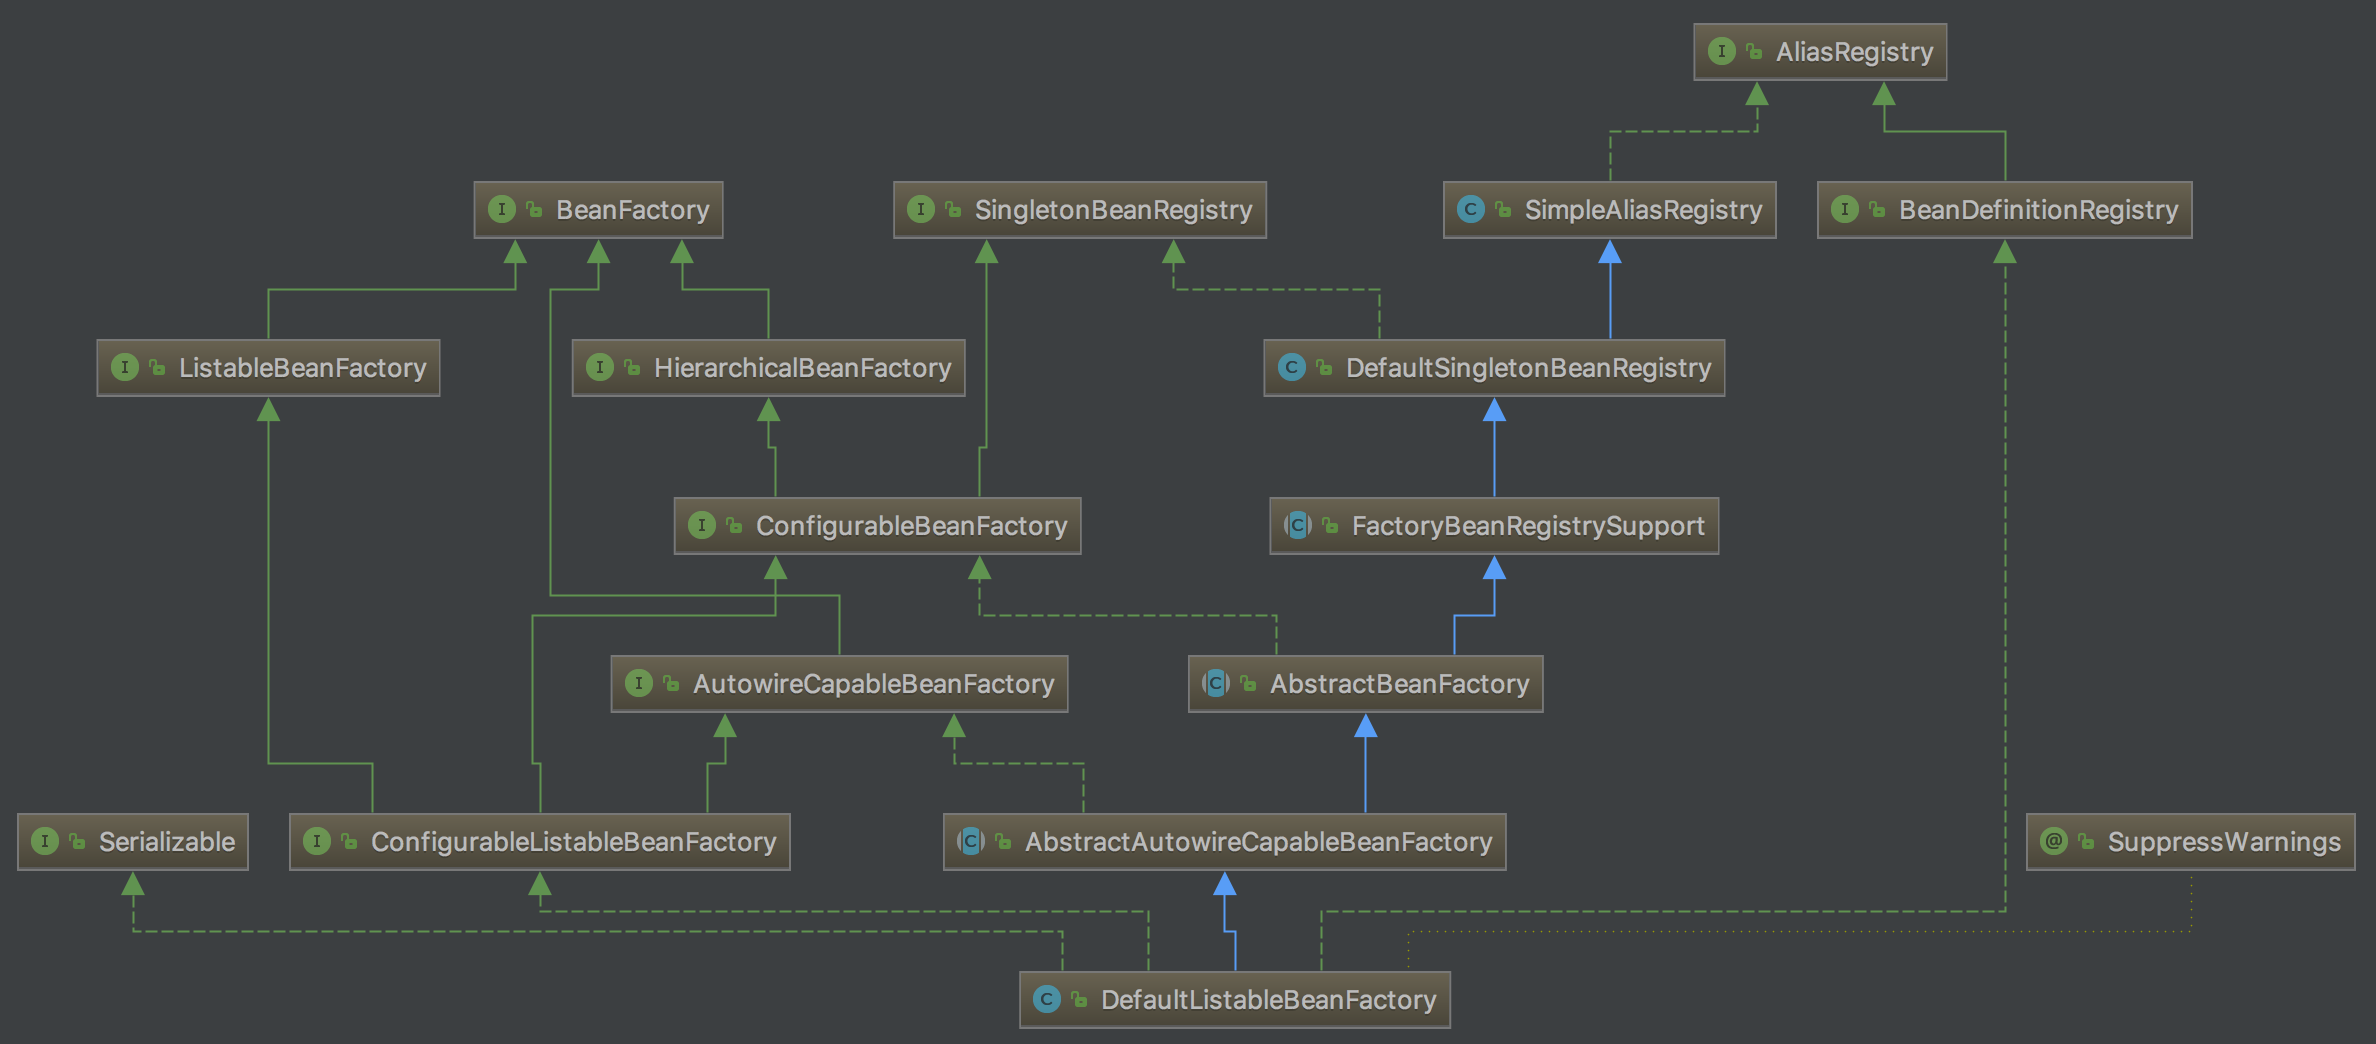 AliasRegistry
BeanFactory
SingletonBeanRegistry
SimpleAliasRegistry
BeanDefinitionRegistry
ListableBeanFactory
HierarchicalBeanFactory
DefaultSingletonBeanRegistry
ConfigurableBeanFactory
FactoryBeanRegistrySupport
AutowireCapableBeanFactory
AbstractBeanFactory
Serializable
ConfigurableListableBeanFactory
AbstractAutowireCapableBeanFactory
SuppressWarnings
DefaultListableBeanFactory